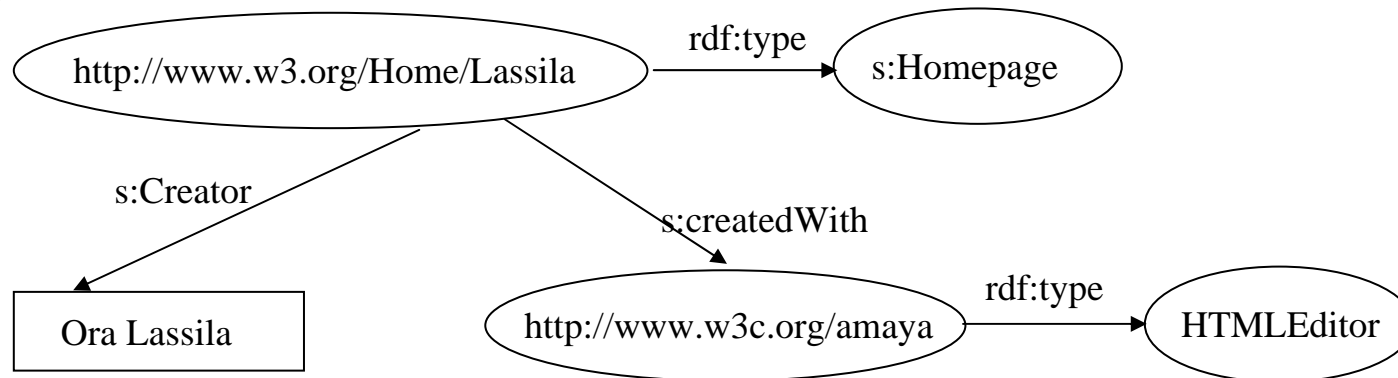 rdf:type
http://www.w3.org/Home/Lassila
s:Homepage
s:Creator
s:createdWith
rdf:type
Ora Lassila
http://www.w3c.org/amaya
HTMLEditor